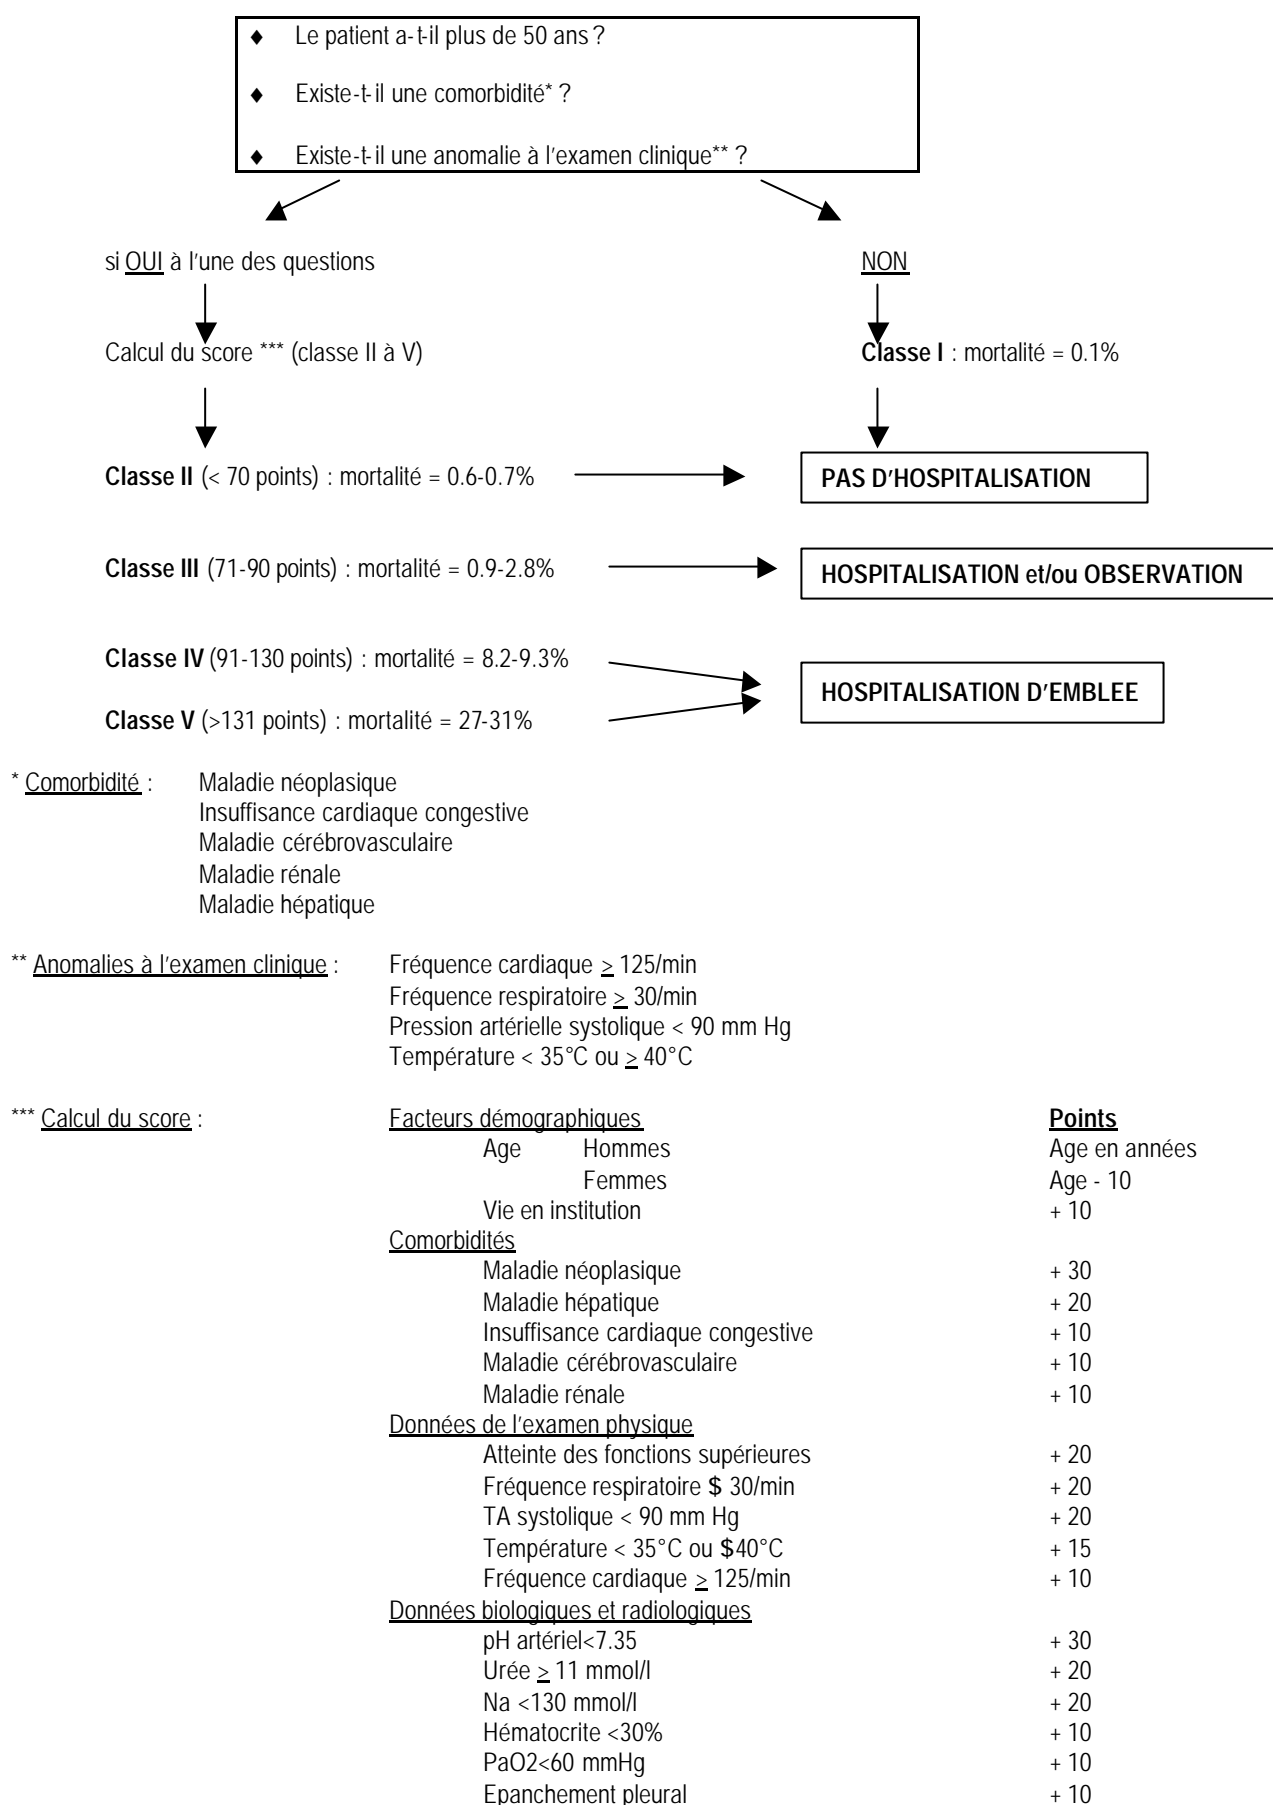 ♦ Le patient a-t-il plus de 50 ans ?
♦ Existe-t-il une comorbidité* ?
♦ Existe-t-il une anomalie à l'examen clinique** ?
si OUI à l'une des questions NON
Calcul du score *** (classe II à V) Classe I : mortalité = 0.1%
Classe II (< 70 points) : mortalité = 0.6-0.7% PAS D'HOSPITALISATION
Classe III (71-90 points) : mortalité = 0.9-2.8% HOSPITALISATION et/ou OBSERVATION
Classe IV (91-130 points) : mortalité = 8.2-9.3%
HOSPITALISATION D'EMBLEE
Classe V (>131 points) : mortalité = 27-31%
* Comorbidité : Maladie néoplasique
Insuffisance cardiaque congestive
Maladie cérébrovasculaire
Maladie rénale
Maladie hépatique
** Anomalies à l'examen clinique : Fréquence cardiaque ≥ 125/min
Fréquence respiratoire ≥ 30/min
Pression artérielle systolique < 90 mm Hg
Température < 35°C ou ≥ 40°C
*** Calcul du score : Facteurs démographiques Points
Age Hommes Age en années
Femmes Age - 10
Vie en institution + 10
Comorbidités
Maladie néoplasique + 30
Maladie hépatique + 20
Insuffisance cardiaque congestive + 10
Maladie cérébrovasculaire + 10
Maladie rénale + 10
Données de l'examen physique
Atteinte des fonctions supérieures + 20
Fréquence respiratoire $ 30/min + 20
TA systolique < 90 mm Hg + 20
Température < 35°C ou $40°C + 15
Fréquence cardiaque ≥ 125/min + 10
Données biologiques et radiologiques
pH artériel<7.35 + 30
Urée ≥ 11 mmol/l + 20
Na <130 mmol/l + 20
Hématocrite <30% + 10
PaO2<60 mmHg + 10
Epanchement pleural + 10